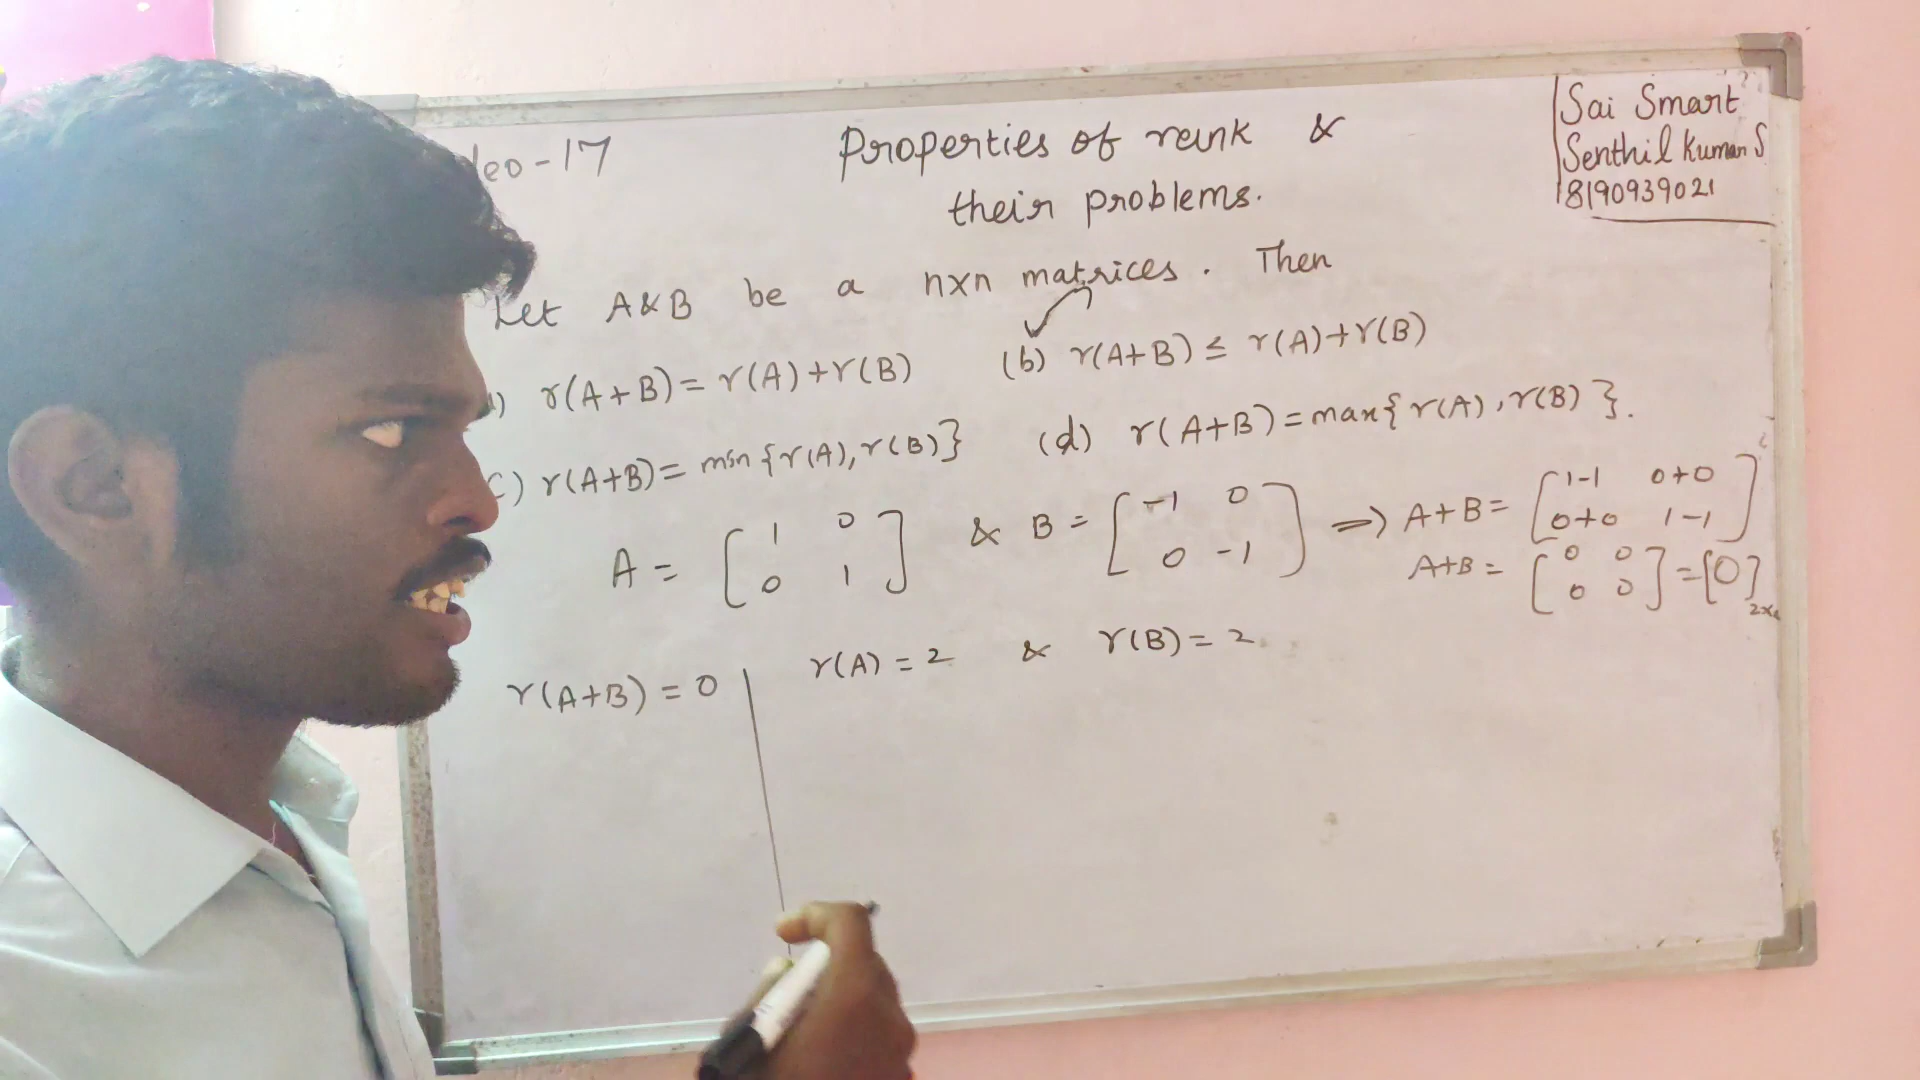 eo-17
Properties of rank &
their problems.
Sai Smart
Senthil Kumar S
8190939021
Let A&B be a nxn matrices. Then
) r(A+B) = r(A)+r(B) (b) r(A+B) ≤ r(A)+r(B)
c) r(A+B) = min{r(A), r(B)} (d) r(A+B) = max{r(A), r(B)}.
A = [1 0 & B = [-1 0 ⇒ A+B = [1-1 0+0
0 1] 0 -1] 0+0 1-1]
A+B = [0 0
0 0] = [0]
r(A+B) = 0 r(A) = 2 & r(B) = 2